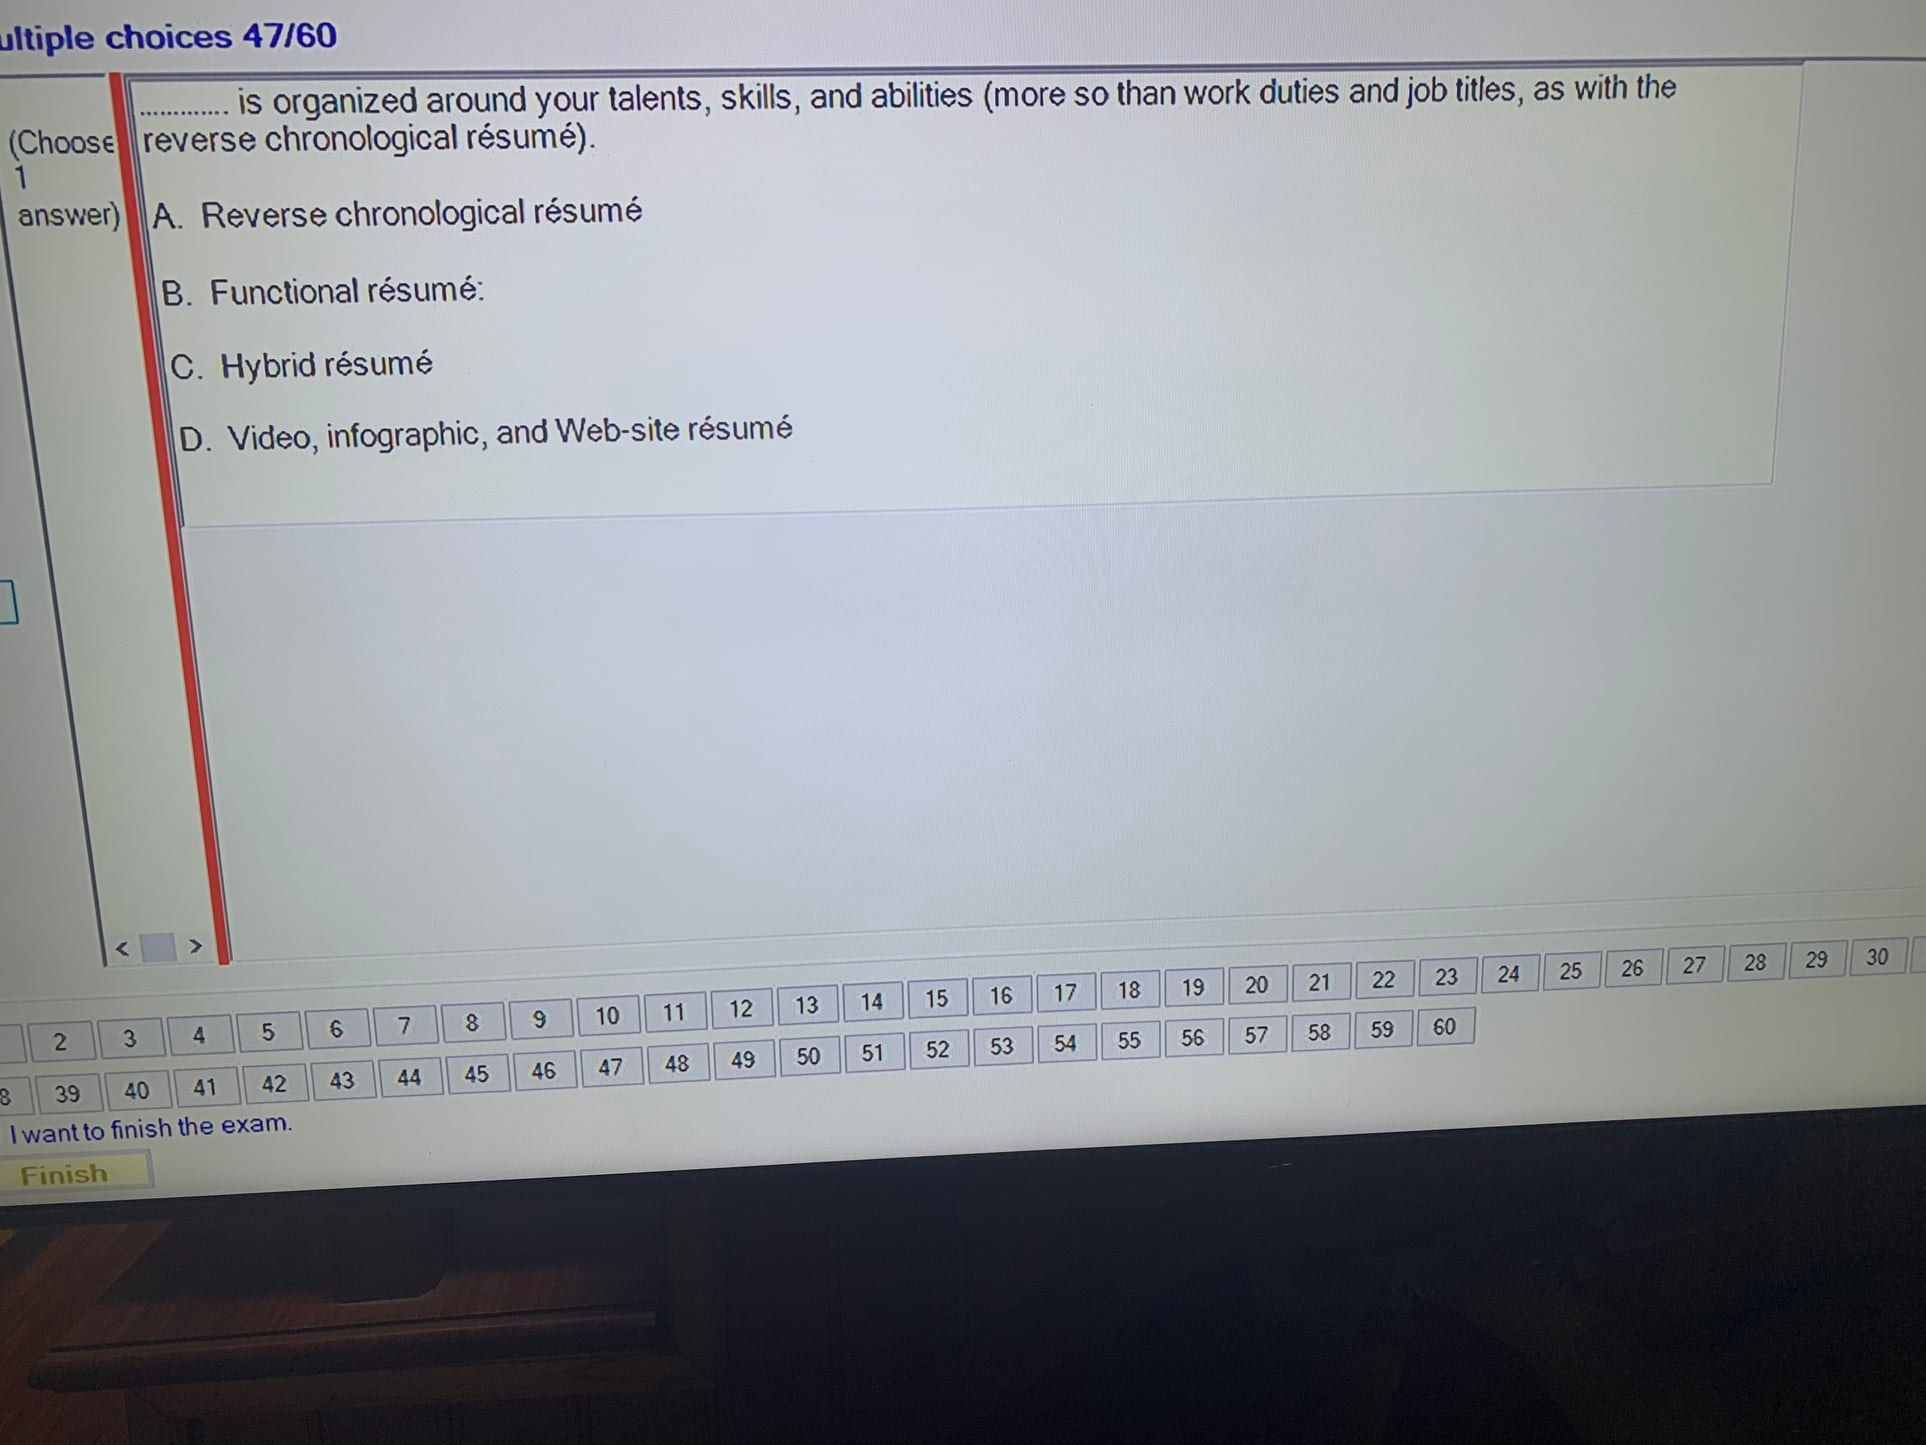 ultiple choices 47/60
............. is organized around your talents, skills, and abilities (more so than work duties and job titles, as with the
reverse chronological résumé).
(Choose
1
answer)
A. Reverse chronological résumé
B. Functional résumé:
C. Hybrid résumé
D. Video, infographic, and Web-site résumé
< >
2 3 4 5 6 7 8 9 10 11 12 13 14 15 16 17 18 19 20 21 22 23 24 25 26 27 28 29 30
8 39 40 41 42 43 44 45 46 47 48 49 50 51 52 53 54 55 56 57 58 59 60
I want to finish the exam.
Finish